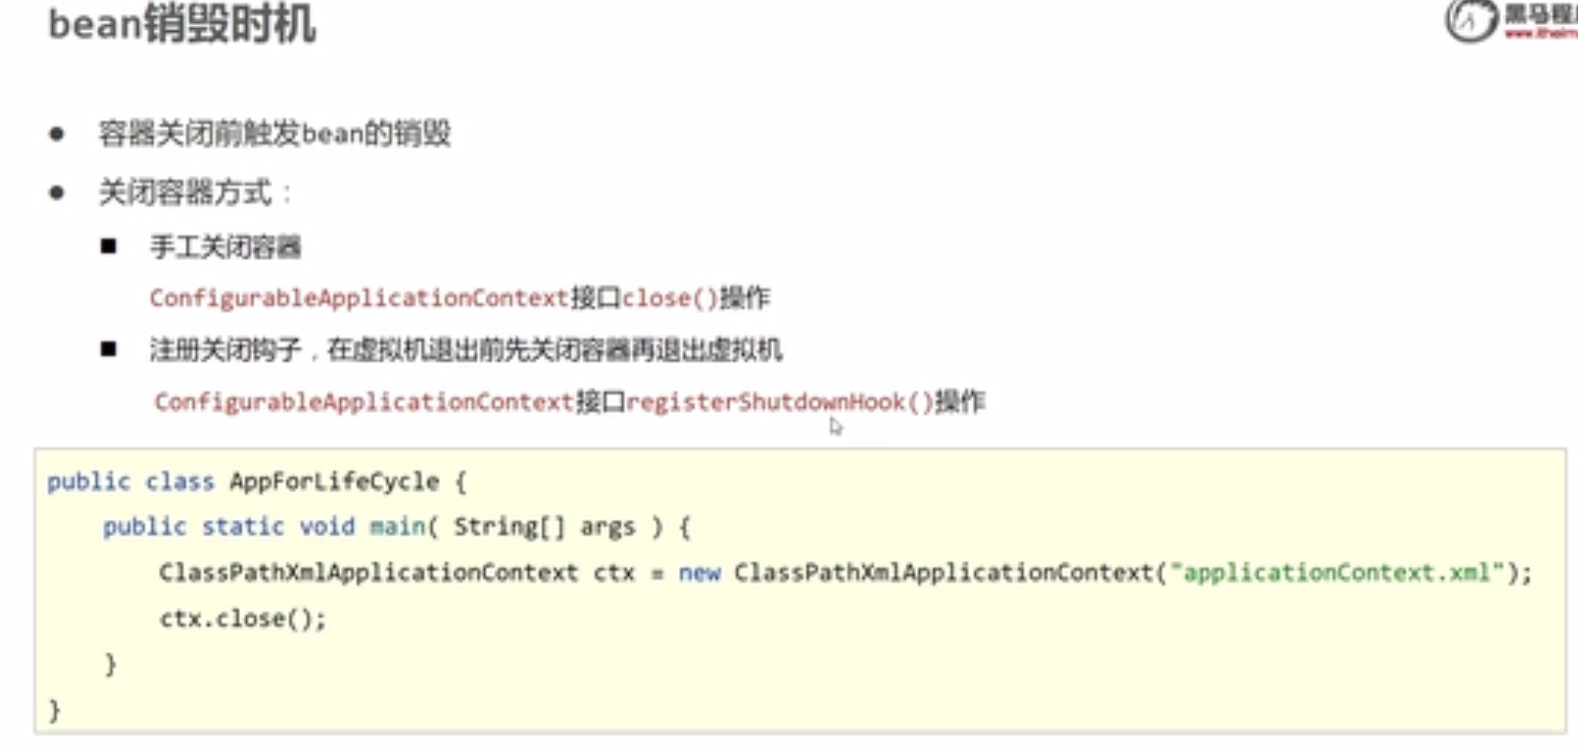 bean销毁时机
黑马程
容器关闭前触发bean的销毁
关闭容器方式：
手工关闭容器
ConfigurableApplicationContext接口close()操作
注册关闭钩子，在虚拟机退出前先关闭容器再退出虚拟机
ConfigurableApplicationContext接口registerShutdownHook()操作
public class AppForLifeCycle {
public static void main( String[] args ) {
ClassPathXmlApplicationContext ctx = new ClassPathXmlApplicationContext("applicationContext.xml");
ctx.close();
}
}